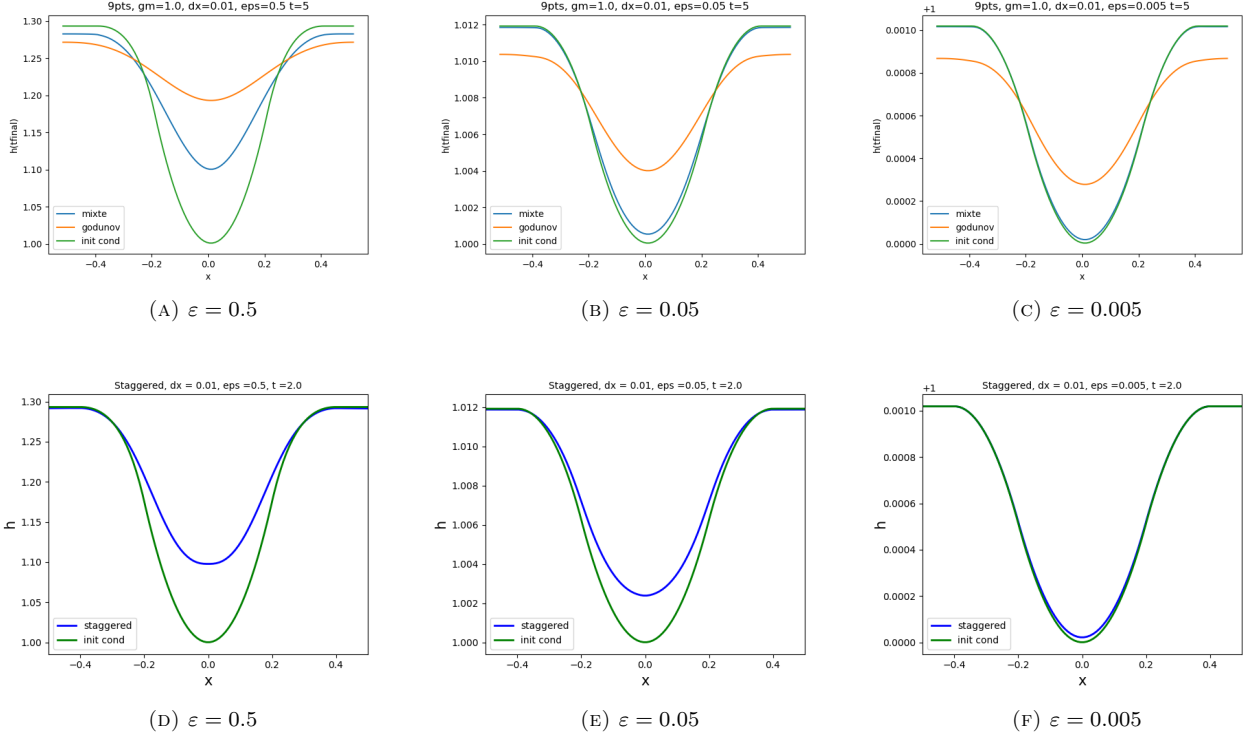 9pts, gm=1.0, dx=0.01, eps=0.5 t=5
1.30
1.25
1.20
1.15
1.10
1.05
1.00
h(tfinal)
mixte
godunov
init cond
−0.4 −0.2 0.0 0.2 0.4
x
(A) ε = 0.5
9pts, gm=1.0, dx=0.01, eps=0.05 t=5
1.012
1.010
1.008
1.006
1.004
1.002
1.000
h(tfinal)
mixte
godunov
init cond
−0.4 −0.2 0.0 0.2 0.4
x
(B) ε = 0.05
9pts, gm=1.0, dx=0.01, eps=0.005 t=5
+1
0.0010
0.0008
0.0006
0.0004
0.0002
0.0000
h(tfinal)
mixte
godunov
init cond
−0.4 −0.2 0.0 0.2 0.4
x
(C) ε = 0.005
Staggered, dx = 0.01, eps =0.5, t =2.0
1.30
1.25
1.20
1.15
1.10
1.05
1.00
h
staggered
init cond
−0.4 −0.2 0.0 0.2 0.4
x
(D) ε = 0.5
Staggered, dx = 0.01, eps =0.05, t =2.0
1.012
1.010
1.008
1.006
1.004
1.002
1.000
h
staggered
init cond
−0.4 −0.2 0.0 0.2 0.4
x
(E) ε = 0.05
Staggered, dx = 0.01, eps =0.005, t =2.0
+1
0.0010
0.0008
0.0006
0.0004
0.0002
0.0000
h
staggered
init cond
−0.4 −0.2 0.0 0.2 0.4
x
(F) ε = 0.005